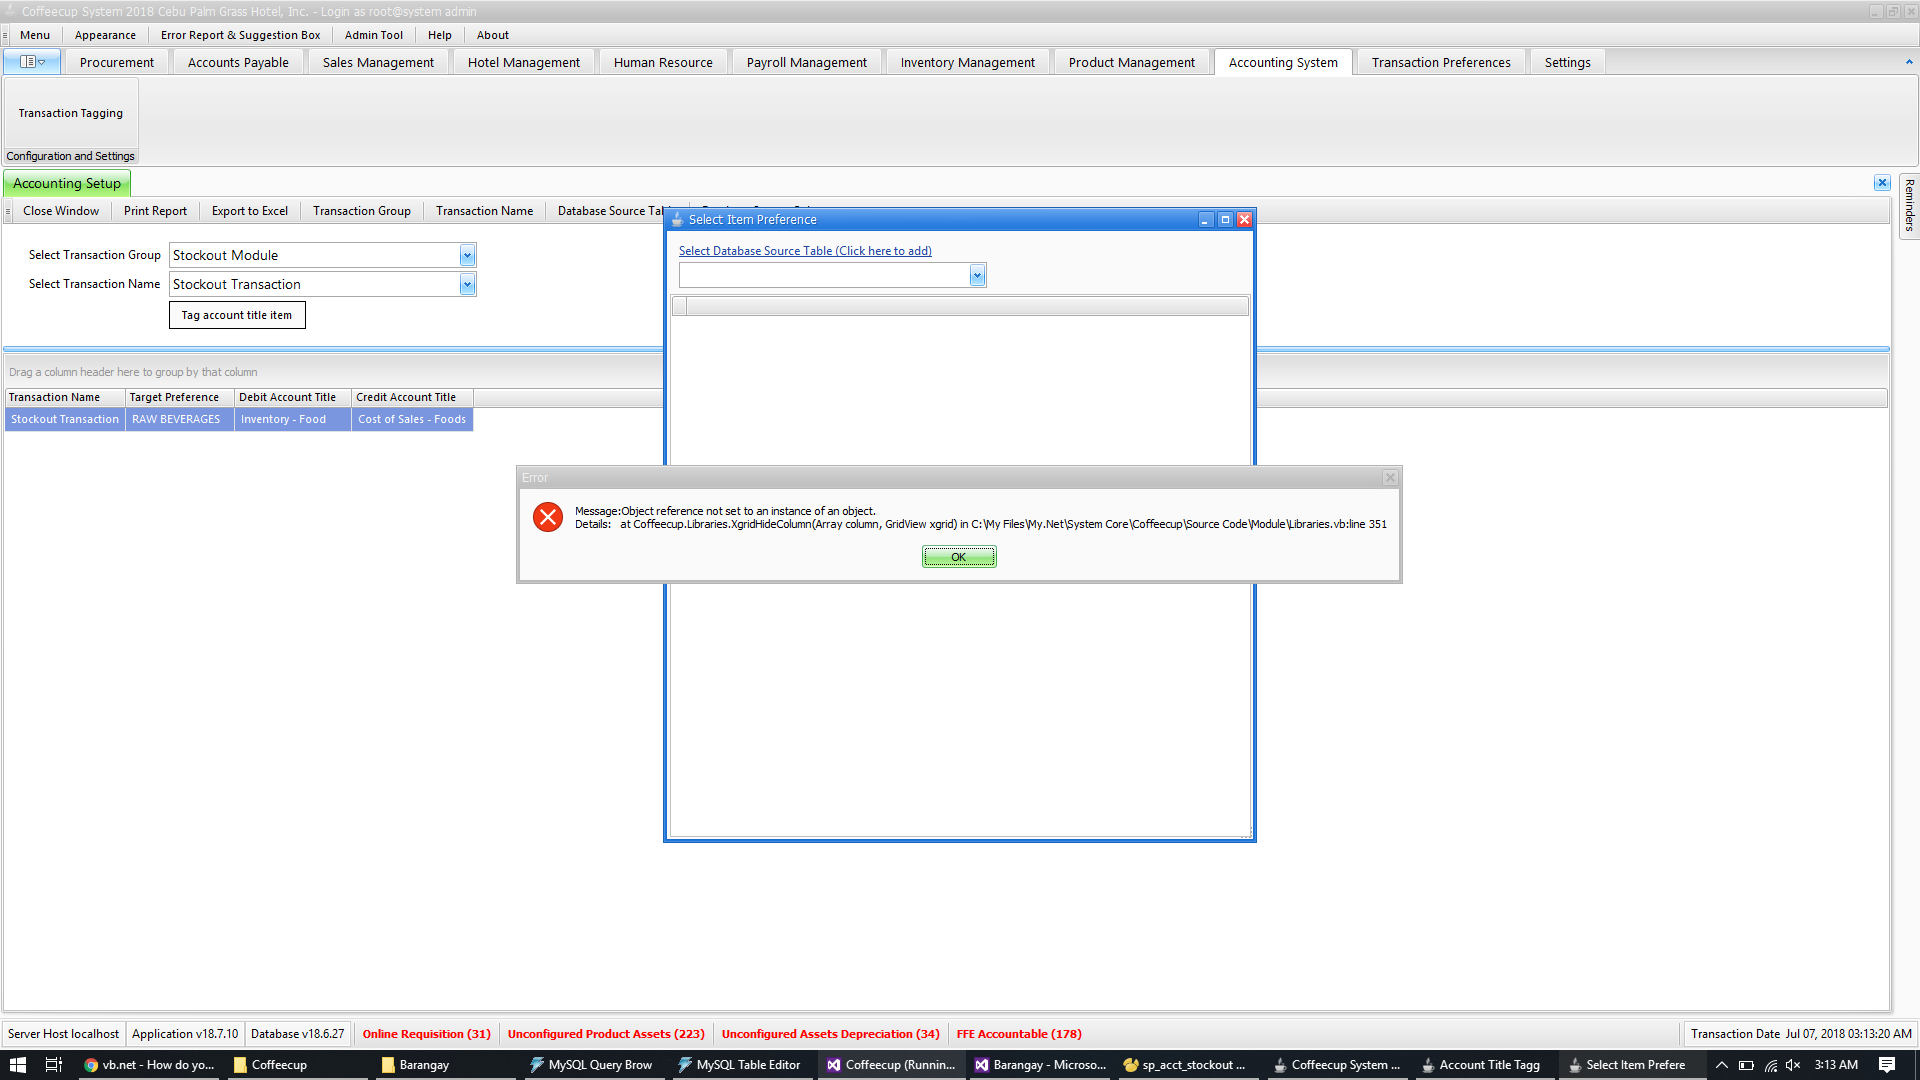 Coffeecup System 2018 Cebu Palm Grass Hotel, Inc. - Login as root@system admin
Menu Appearance Error Report & Suggestion Box Admin Tool Help About
Procurement Accounts Payable Sales Management Hotel Management Human Resource Payroll Management Inventory Management Product Management Accounting System Transaction Preferences Settings
Transaction Tagging
Configuration and Settings
Accounting Setup
Reminders
Close Window Print Report Export to Excel Transaction Group Transaction Name Database Source
Select Item Preference
Select Database Source Table (Click here to add)
Select Transaction Group Stockout Module
Select Transaction Name Stockout Transaction
Tag account title item
Drag a column header here to group by that column
Transaction Name Target Preference Debit Account Title Credit Account Title
Stockout Transaction RAW BEVERAGES Inventory - Food Cost of Sales - Foods
Error
Message:Object reference not set to an instance of an object.
Details: at Coffeecup.Libraries.XgridHideColumn(Array column, GridView xgrid) in C:\My Files\My.Net\System Core\Coffeecup\Source Code\Module\Libraries.vb:line 351
OK
Server Host localhost Application v18.7.10 Database v18.6.27 Online Requisition (31) Unconfigured Product Assets (223) Unconfigured Assets Depreciation (34) FFE Accountable (178) Transaction Date Jul 07, 2018 03:13:20 AM
vb.net - How do yo... Coffeecup Barangay MySQL Query Brow MySQL Table Editor Coffeecup (Runnin... Barangay - Microso... sp_acct_stockout ... Coffeecup System ... Account Title Tagg Select Item Prefere 3:13 AM